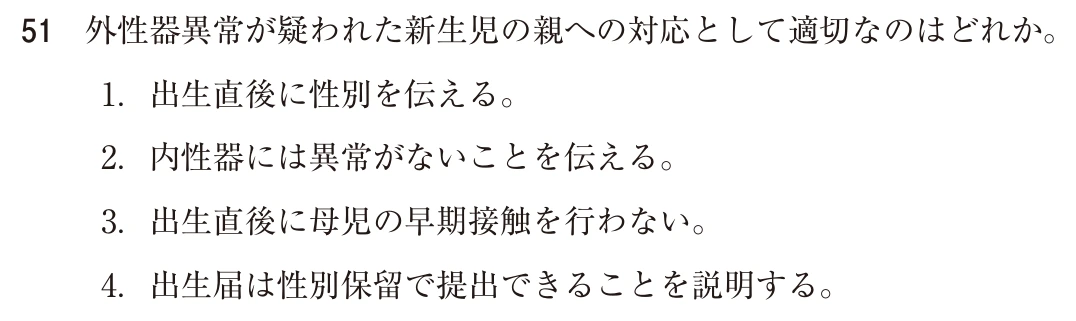 51 外性器異常が疑われた新生児の親への対応として適切なのはどれか。
1. 出生直後に性別を伝える。
2. 内性器には異常がないことを伝える。
3. 出生直後に母児の早期接触を行わない。
4. 出生届は性別保留で提出できることを説明する。